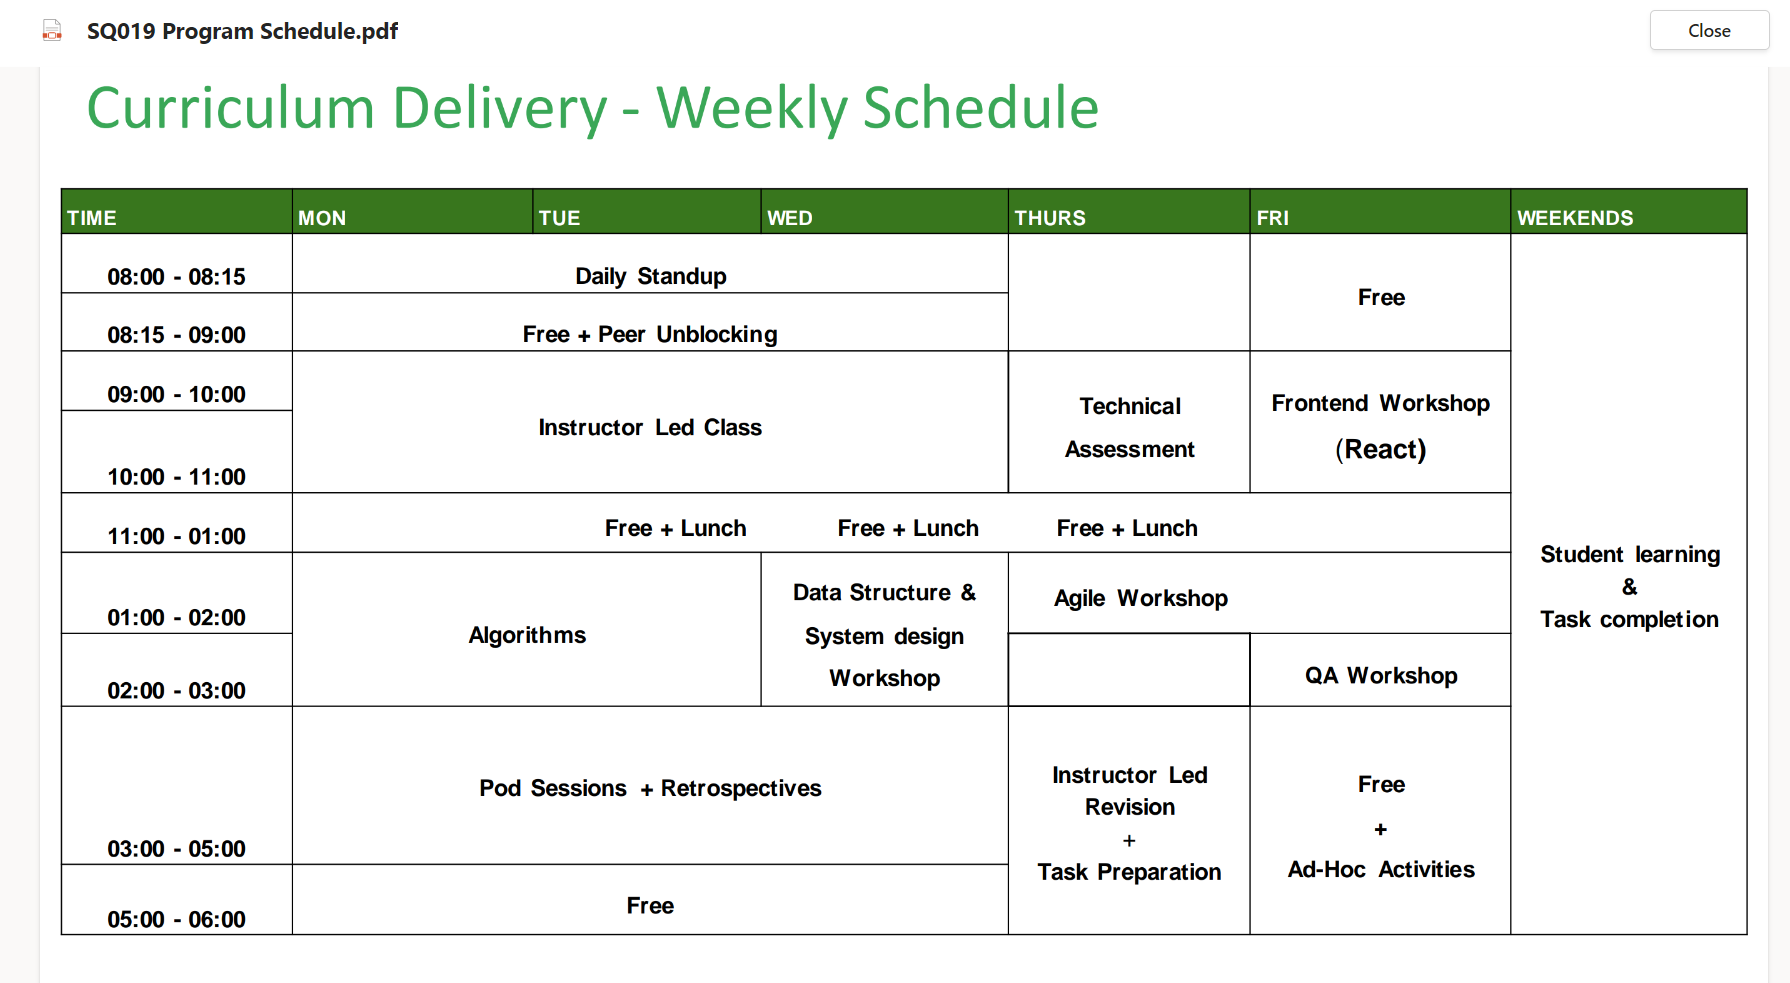 SQ019 Program Schedule.pdf
Close
Curriculum Delivery - Weekly Schedule
TIME MON TUE WED THURS FRI WEEKENDS
08:00 - 08:15
Daily Standup
Free
08:15 - 09:00
Free + Peer Unblocking
09:00 - 10:00
10:00 - 11:00
Instructor Led Class
Technical
Assessment
Frontend Workshop
(React)
11:00 - 01:00
Free + Lunch Free + Lunch Free + Lunch
01:00 - 02:00
02:00 - 03:00
Algorithms
Data Structure &
System design
Workshop
Agile Workshop
QA Workshop
03:00 - 05:00
Pod Sessions + Retrospectives
Instructor Led
Revision
+
Task Preparation
Free
+
Ad-Hoc Activities
05:00 - 06:00
Free
Student learning
&
Task completion